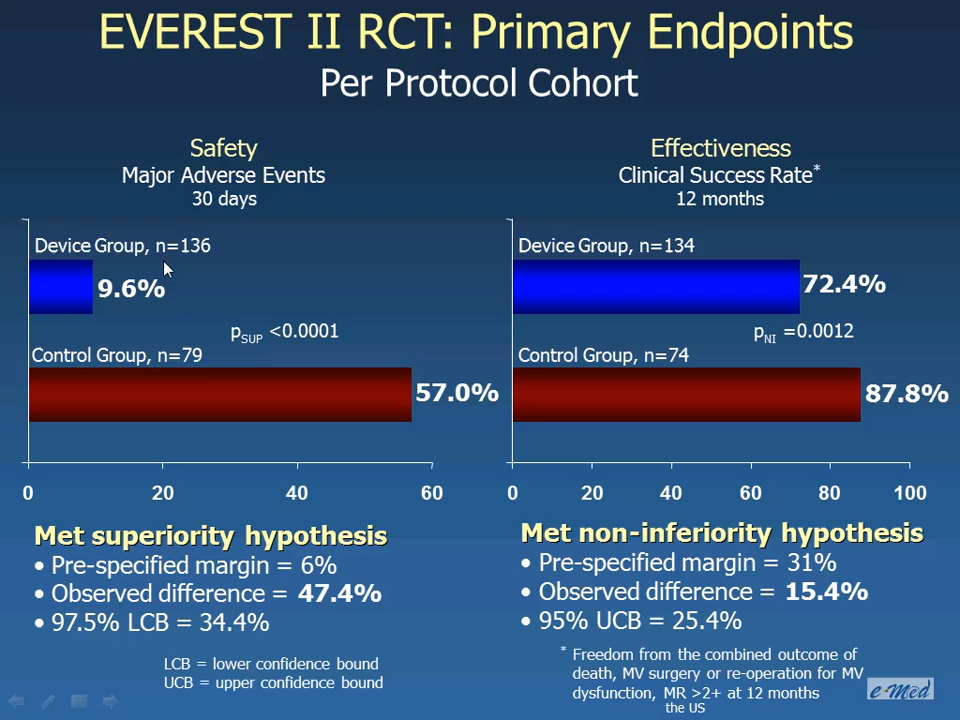 EVEREST II RCT: Primary Endpoints
Per Protocol Cohort
Safety
Major Adverse Events
30 days
Device Group, n=136
9.6%
pSUP <0.0001
Control Group, n=79
57.0%
0 20 40 60
Met superiority hypothesis
• Pre-specified margin = 6%
• Observed difference = 47.4%
• 97.5% LCB = 34.4%
LCB = lower confidence bound
UCB = upper confidence bound
Effectiveness
Clinical Success Rate*
12 months
Device Group, n=134
72.4%
pNI =0.0012
Control Group, n=74
87.8%
0 20 40 60 80 100
Met non-inferiority hypothesis
• Pre-specified margin = 31%
• Observed difference = 15.4%
• 95% UCB = 25.4%
* Freedom from the combined outcome of
death, MV surgery or re-operation for MV
dysfunction, MR >2+ at 12 months
the US
e-Med